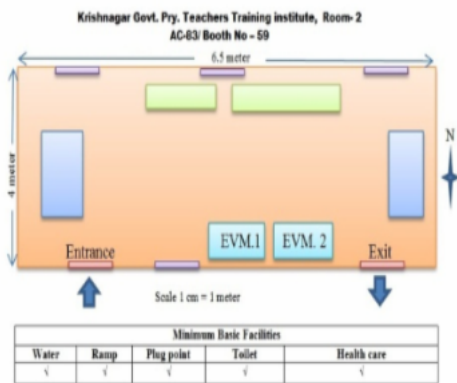 Krishnagar Govt. Pry. Teachers Training institute, Room- 2
AC-83/ Booth No – 59
6.5 meter
4 meter
N
EVM.1 EVM. 2
Entrance Exit
Scale 1 cm = 1 meter
Minimum Basic Facilities
Water Ramp Plug point Toilet Health care
√ √ √ √ √